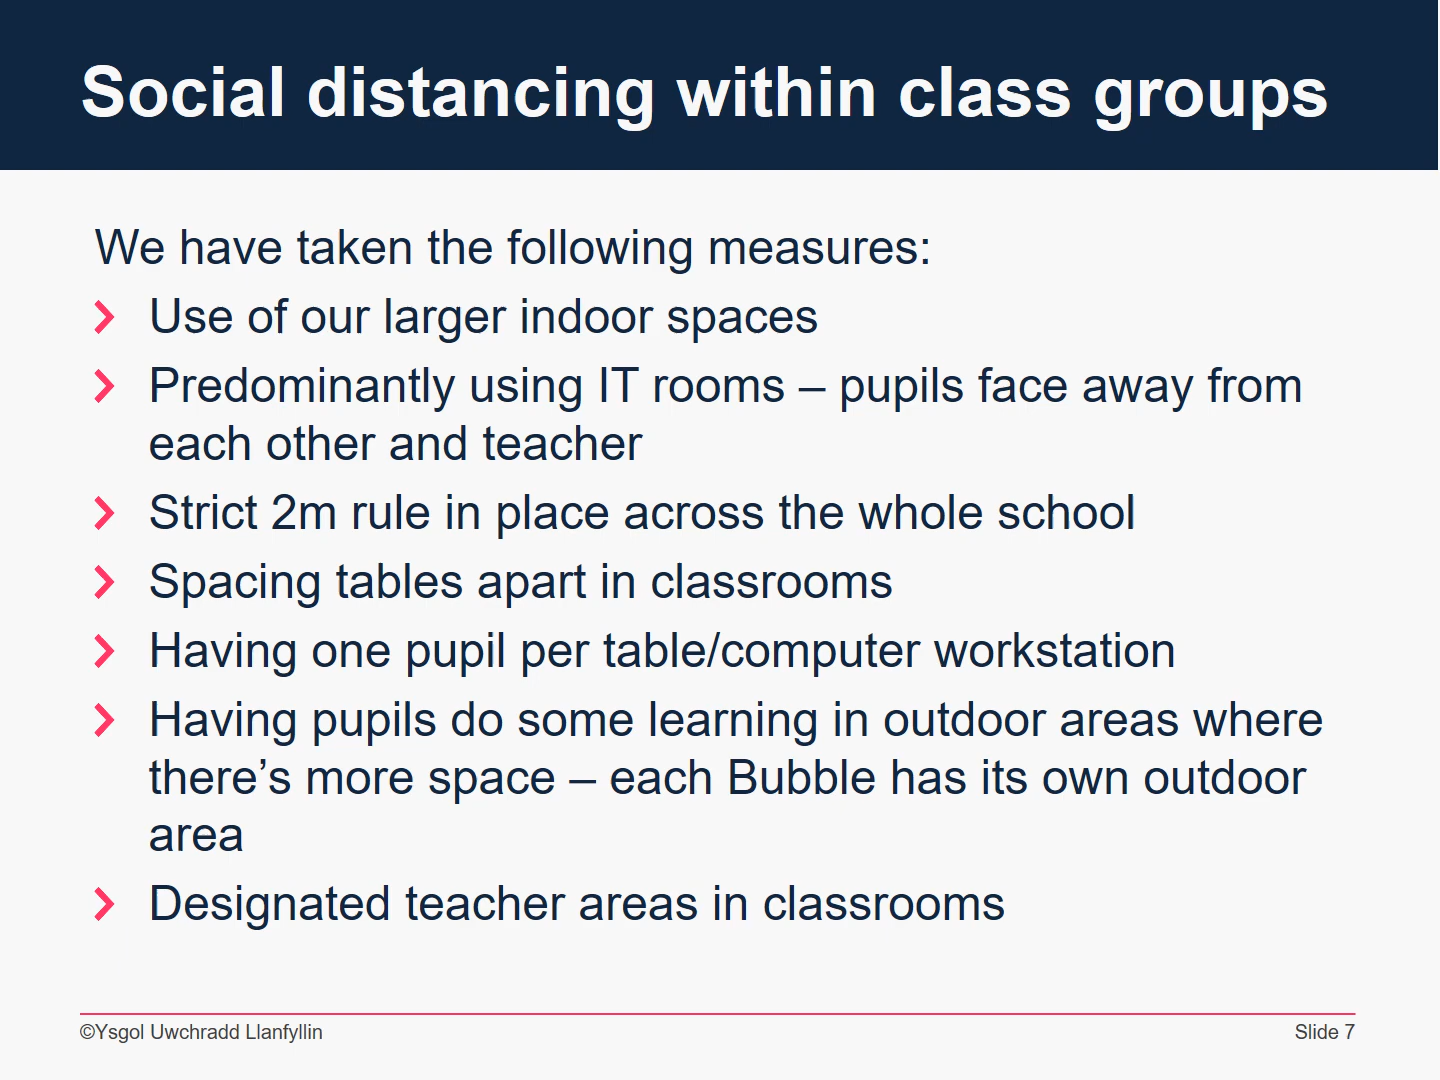 Social distancing within class groups
We have taken the following measures:
Use of our larger indoor spaces
Predominantly using IT rooms – pupils face away from
each other and teacher
Strict 2m rule in place across the whole school
Spacing tables apart in classrooms
Having one pupil per table/computer workstation
Having pupils do some learning in outdoor areas where
there’s more space – each Bubble has its own outdoor
area
Designated teacher areas in classrooms
©Ysgol Uwchradd Llanfyllin
Slide 7